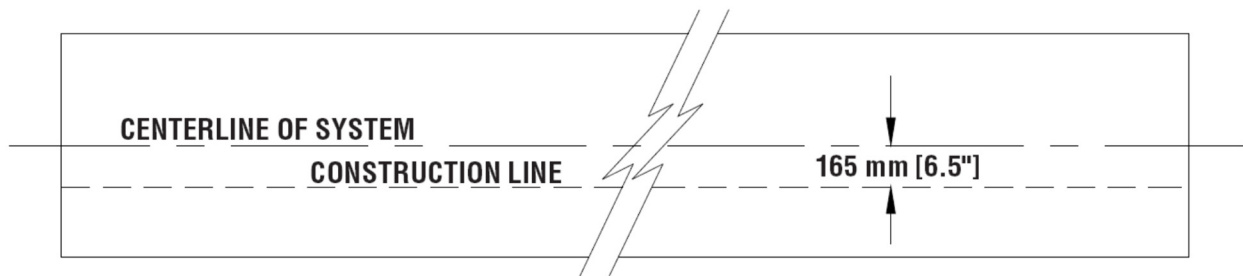 CENTERLINE OF SYSTEM
CONSTRUCTION LINE
165 mm [6.5"]